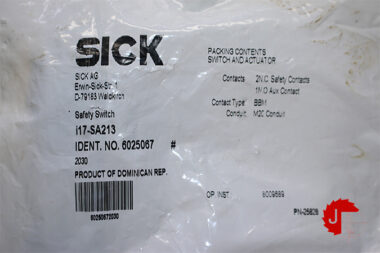 SICK
SICK AG
Erwin-Sick-Str. 1
D-79183 Waldkirch
Safety Switch
i17-SA213
IDENT. NO. 6025067 #
2030
PRODUCT OF DOMINICAN REP.
60250672030
PACKING CONTENTS
SWITCH AND ACTUATOR
Contacts 2N.C. Safety Contacts
1N.O Aux Contact
Contact Type: BBM
Conduit: M20 Conduit
OP. INST 8009689
PN-25828
J